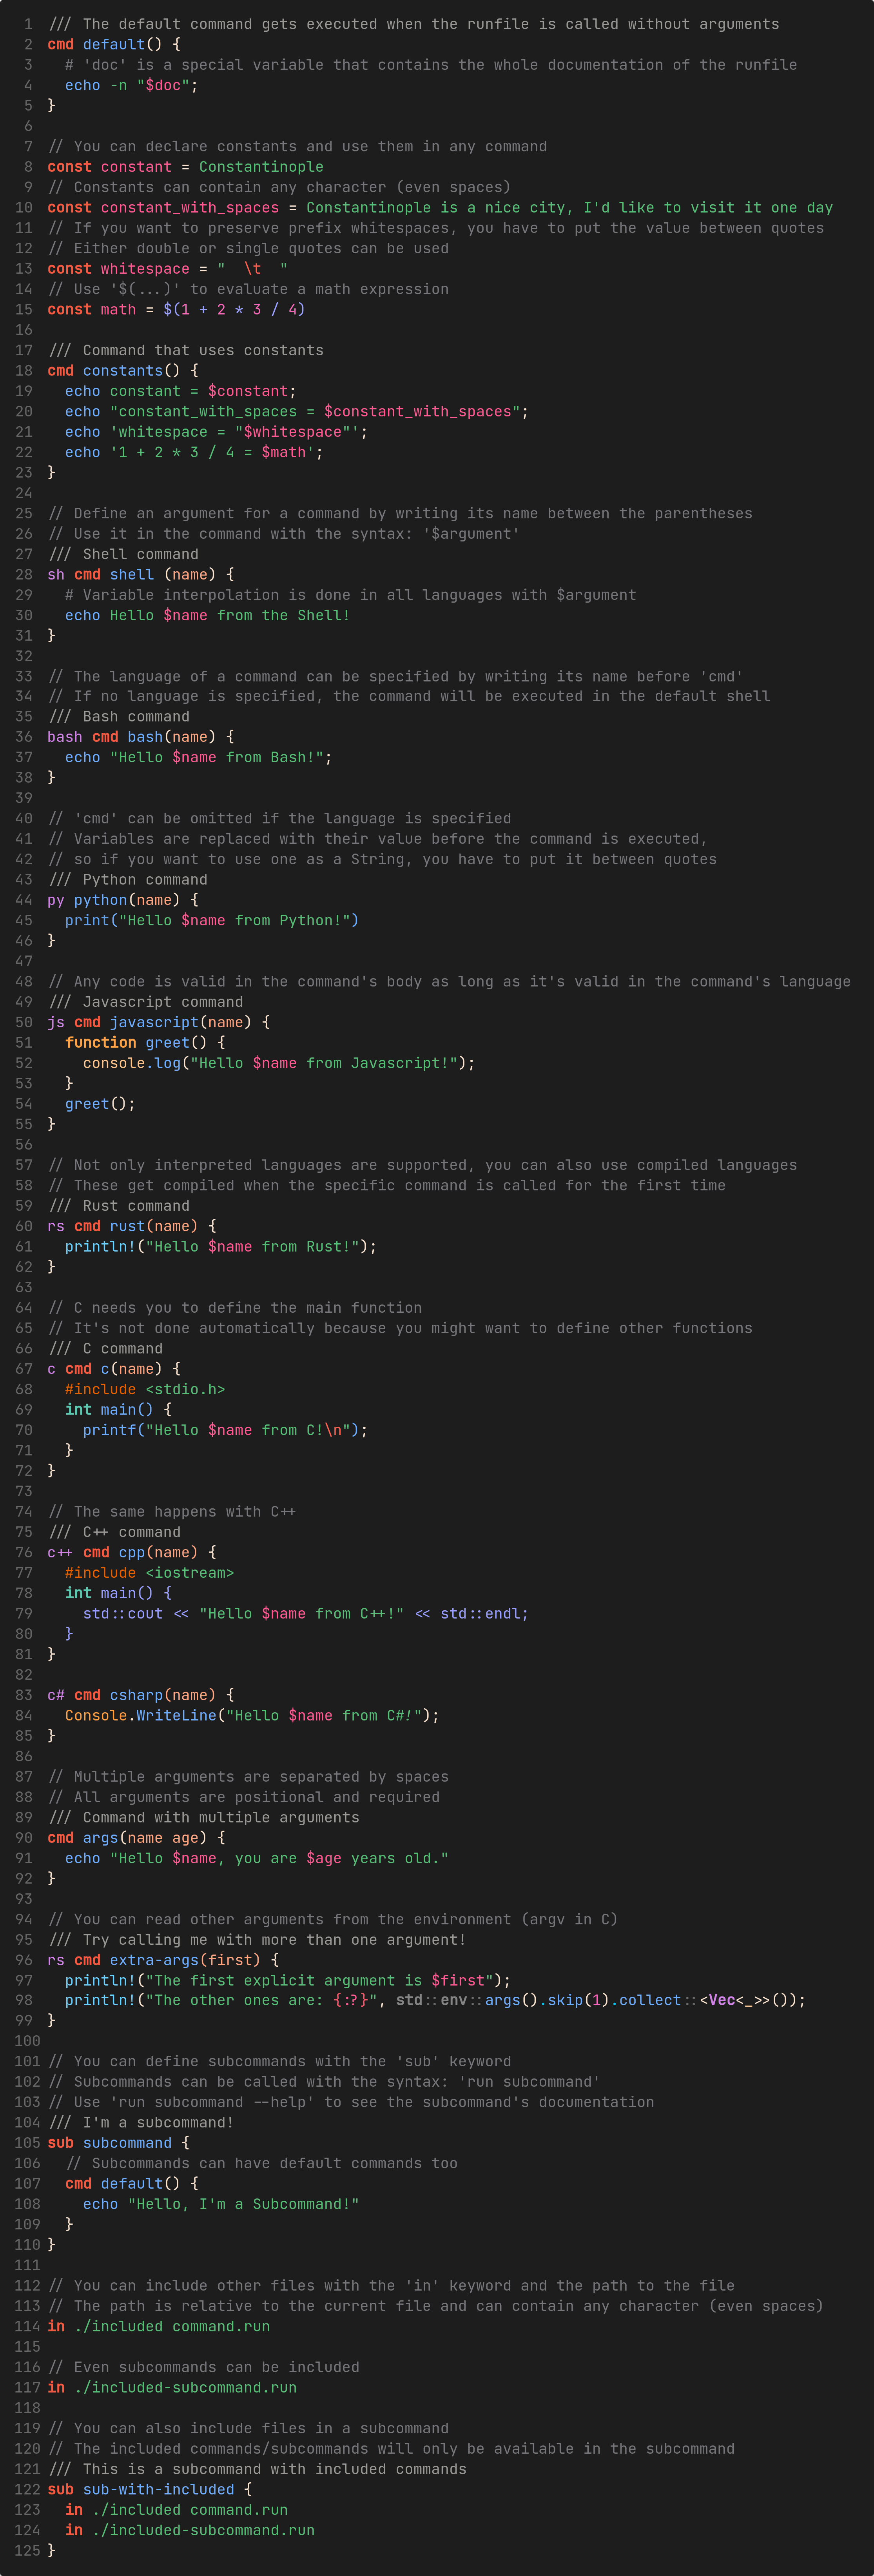 1 /// The default command gets executed when the runfile is called without arguments
2 cmd default() {
3   # 'doc' is a special variable that contains the whole documentation of the runfile
4   echo -n "$doc";
5 }
6
7 // You can declare constants and use them in any command
8 const constant = Constantinople
9 // Constants can contain any character (even spaces)
10 const constant_with_spaces = Constantinople is a nice city, I'd like to visit it one day
11 // If you want to preserve prefix whitespaces, you have to put the value between quotes
12 // Either double or single quotes can be used
13 const whitespace = "  \t  "
14 // Use '$(...)' to evaluate a math expression
15 const math = $(1 + 2 * 3 / 4)
16
17 /// Command that uses constants
18 cmd constants() {
19   echo constant = $constant;
20   echo "constant_with_spaces = $constant_with_spaces";
21   echo 'whitespace = "$whitespace"';
22   echo '1 + 2 * 3 / 4 = $math';
23 }
24
25 // Define an argument for a command by writing its name between the parentheses
26 // Use it in the command with the syntax: '$argument'
27 /// Shell command
28 sh cmd shell (name) {
29   # Variable interpolation is done in all languages with $argument
30   echo Hello $name from the Shell!
31 }
32
33 // The language of a command can be specified by writing its name before 'cmd'
34 // If no language is specified, the command will be executed in the default shell
35 /// Bash command
36 bash cmd bash(name) {
37   echo "Hello $name from Bash!";
38 }
39
40 // 'cmd' can be omitted if the language is specified
41 // Variables are replaced with their value before the command is executed,
42 // so if you want to use one as a String, you have to put it between quotes
43 /// Python command
44 py python(name) {
45   print("Hello $name from Python!")
46 }
47
48 // Any code is valid in the command's body as long as it's valid in the command's language
49 /// Javascript command
50 js cmd javascript(name) {
51   function greet() {
52     console.log("Hello $name from Javascript!");
53   }
54   greet();
55 }
56
57 // Not only interpreted languages are supported, you can also use compiled languages
58 // These get compiled when the specific command is called for the first time
59 /// Rust command
60 rs cmd rust(name) {
61   println!("Hello $name from Rust!");
62 }
63
64 // C needs you to define the main function
65 // It's not done automatically because you might want to define other functions
66 /// C command
67 c cmd c(name) {
68   #include <stdio.h>
69   int main() {
70     printf("Hello $name from C!\n");
71   }
72 }
73
74 // The same happens with C++
75 /// C++ command
76 c++ cmd cpp(name) {
77   #include <iostream>
78   int main() {
79     std::cout << "Hello $name from C++!" << std::endl;
80   }
81 }
82
83 c# cmd csharp(name) {
84   Console.WriteLine("Hello $name from C#!");
85 }
86
87 // Multiple arguments are separated by spaces
88 // All arguments are positional and required
89 /// Command with multiple arguments
90 cmd args(name age) {
91   echo "Hello $name, you are $age years old."
92 }
93
94 // You can read other arguments from the environment (argv in C)
95 /// Try calling me with more than one argument!
96 rs cmd extra-args(first) {
97   println!("The first explicit argument is $first");
98   println!("The other ones are: {:?}", std::env::args().skip(1).collect::<Vec<_>>());
99 }
100
101 // You can define subcommands with the 'sub' keyword
102 // Subcommands can be called with the syntax: 'run subcommand'
103 // Use 'run subcommand --help' to see the subcommand's documentation
104 /// I'm a subcommand!
105 sub subcommand {
106   // Subcommands can have default commands too
107   cmd default() {
108     echo "Hello, I'm a Subcommand!"
109   }
110 }
111
112 // You can include other files with the 'in' keyword and the path to the file
113 // The path is relative to the current file and can contain any character (even spaces)
114 in ./included command.run
115
116 // Even subcommands can be included
117 in ./included-subcommand.run
118
119 // You can also include files in a subcommand
120 // The included commands/subcommands will only be available in the subcommand
121 /// This is a subcommand with included commands
122 sub sub-with-included {
123   in ./included command.run
124   in ./included-subcommand.run
125 }